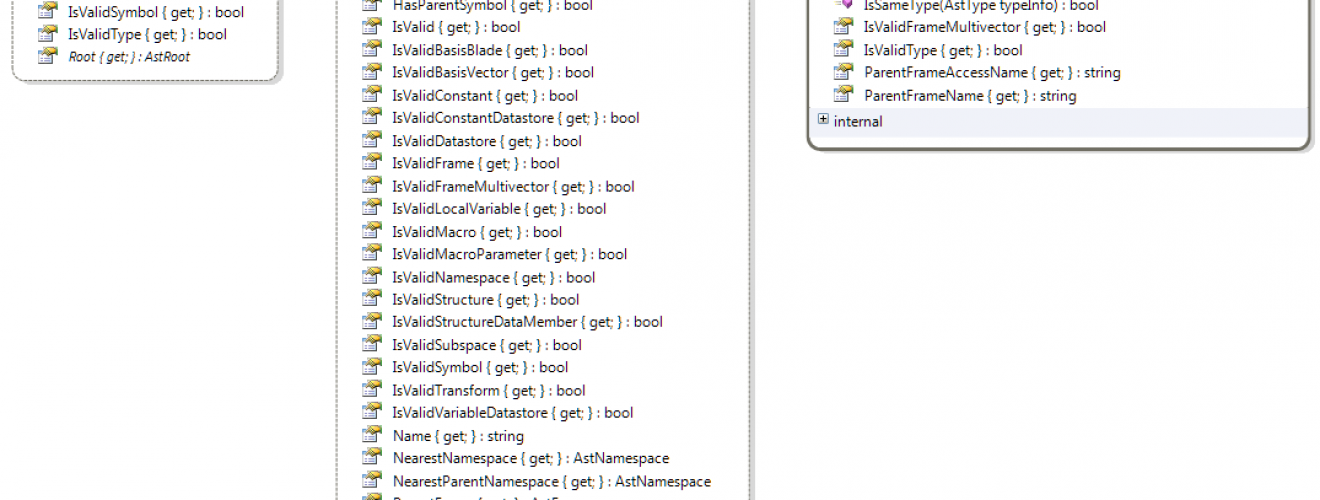 IsValidSymbol { get; } : bool
IsValidType { get; } : bool
Root { get; } : AstRoot
HasParentSymbol { get; } : bool
IsValid { get; } : bool
IsValidBasisBlade { get; } : bool
IsValidBasisVector { get; } : bool
IsValidConstant { get; } : bool
IsValidConstantDatastore { get; } : bool
IsValidDatastore { get; } : bool
IsValidFrame { get; } : bool
IsValidFrameMultivector { get; } : bool
IsValidLocalVariable { get; } : bool
IsValidMacro { get; } : bool
IsValidMacroParameter { get; } : bool
IsValidNamespace { get; } : bool
IsValidStructure { get; } : bool
IsValidStructureDataMember { get; } : bool
IsValidSubspace { get; } : bool
IsValidSymbol { get; } : bool
IsValidTransform { get; } : bool
IsValidVariableDatastore { get; } : bool
Name { get; } : string
NearestNamespace { get; } : AstNamespace
NearestParentNamespace { get; } : AstNamespace
IsSameType(AstType typeInfo) : bool
IsValidFrameMultivector { get; } : bool
IsValidType { get; } : bool
ParentFrameAccessName { get; } : string
ParentFrameName { get; } : string
internal